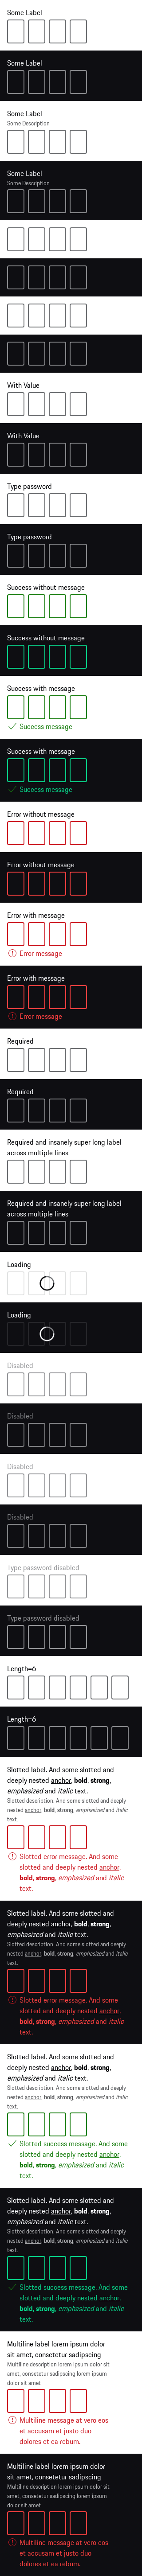 Some Label
Some Label
Some Label
Some Description
Some Label
Some Description
With Value
With Value
Type password
Type password
Success without message
Success without message
Success with message
Success message
Success with message
Success message
Error without message
Error without message
Error with message
Error message
Error with message
Error message
Required
Required
Required and insanely super long label
across multiple lines
Required and insanely super long label
across multiple lines
Loading
Loading
Disabled
Disabled
Disabled
Disabled
Type password disabled
Type password disabled
Length=6
Length=6
Slotted label. And some slotted and
deeply nested anchor, bold, strong,
emphasized and italic text.
Slotted description. And some slotted and deeply
nested anchor, bold, strong, emphasized and italic
text.
Slotted error message. And some
slotted and deeply nested anchor,
bold, strong, emphasized and italic
text.
Slotted label. And some slotted and
deeply nested anchor, bold, strong,
emphasized and italic text.
Slotted description. And some slotted and deeply
nested anchor, bold, strong, emphasized and italic
text.
Slotted error message. And some
slotted and deeply nested anchor,
bold, strong, emphasized and italic
text.
Slotted label. And some slotted and
deeply nested anchor, bold, strong,
emphasized and italic text.
Slotted description. And some slotted and deeply
nested anchor, bold, strong, emphasized and italic
text.
Slotted success message. And some
slotted and deeply nested anchor,
bold, strong, emphasized and italic
text.
Slotted label. And some slotted and
deeply nested anchor, bold, strong,
emphasized and italic text.
Slotted description. And some slotted and deeply
nested anchor, bold, strong, emphasized and italic
text.
Slotted success message. And some
slotted and deeply nested anchor,
bold, strong, emphasized and italic
text.
Multiline label lorem ipsum dolor
sit amet, consetetur sadipscing
Multiline description lorem ipsum dolor sit
amet, consetetur sadipscing lorem ipsum
dolor sit amet
Multiline message at vero eos
et accusam et justo duo
dolores et ea rebum.
Multiline label lorem ipsum dolor
sit amet, consetetur sadipscing
Multiline description lorem ipsum dolor sit
amet, consetetur sadipscing lorem ipsum
dolor sit amet
Multiline message at vero eos
et accusam et justo duo
dolores et ea rebum.